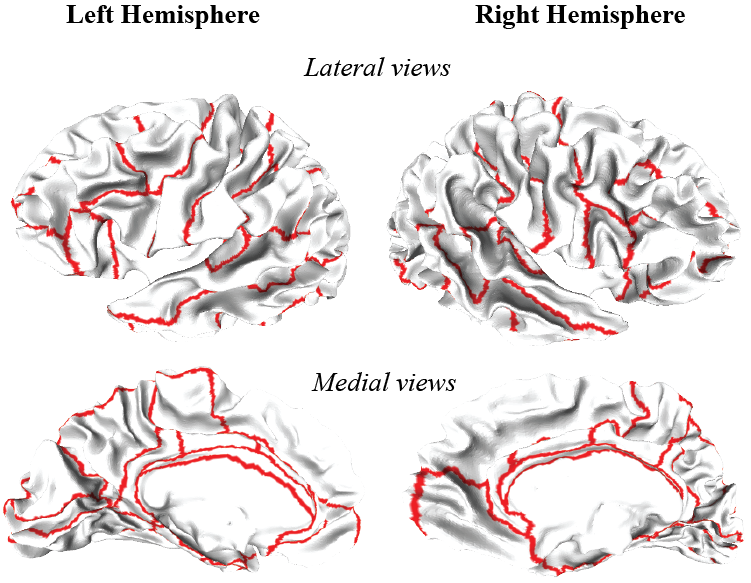 Left Hemisphere
Right Hemisphere
Lateral views
Medial views